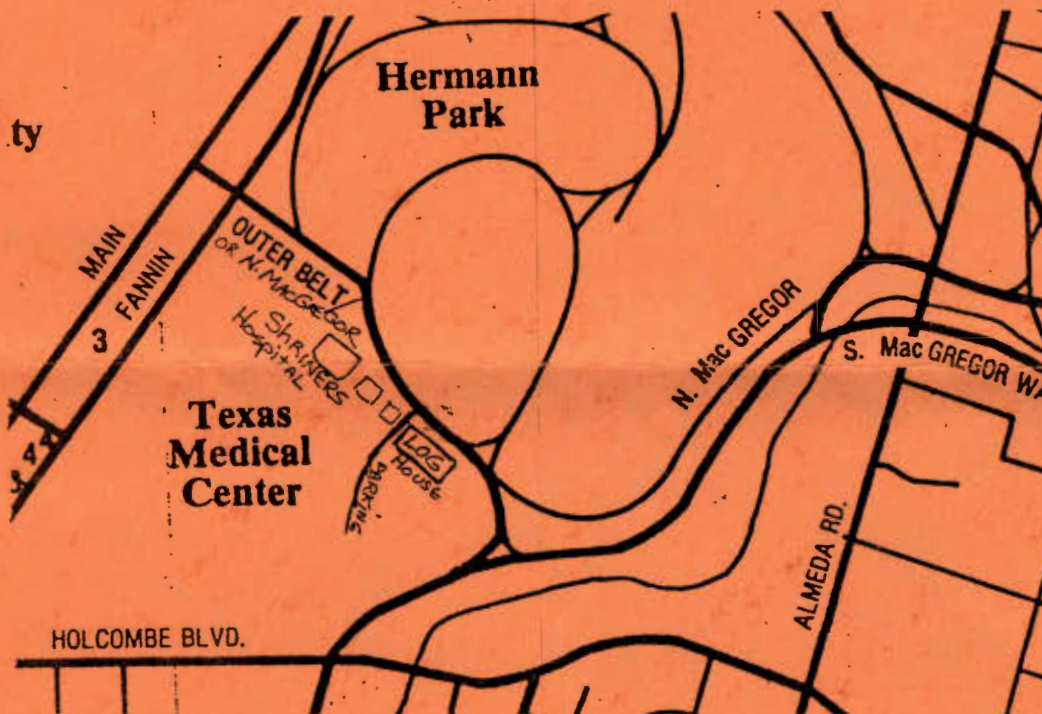 Hermann
Park
ty
MAIN
FANNIN
3
OUTER BELT/
OR N. MACGREGOR
Shriners
Hospital
Texas
Medical
Center
LOG
HOUSE
PARKING
N. Mac GREGOR
S. Mac GREGOR WA
ALMEDA RD.
HOLCOMBE BLVD.